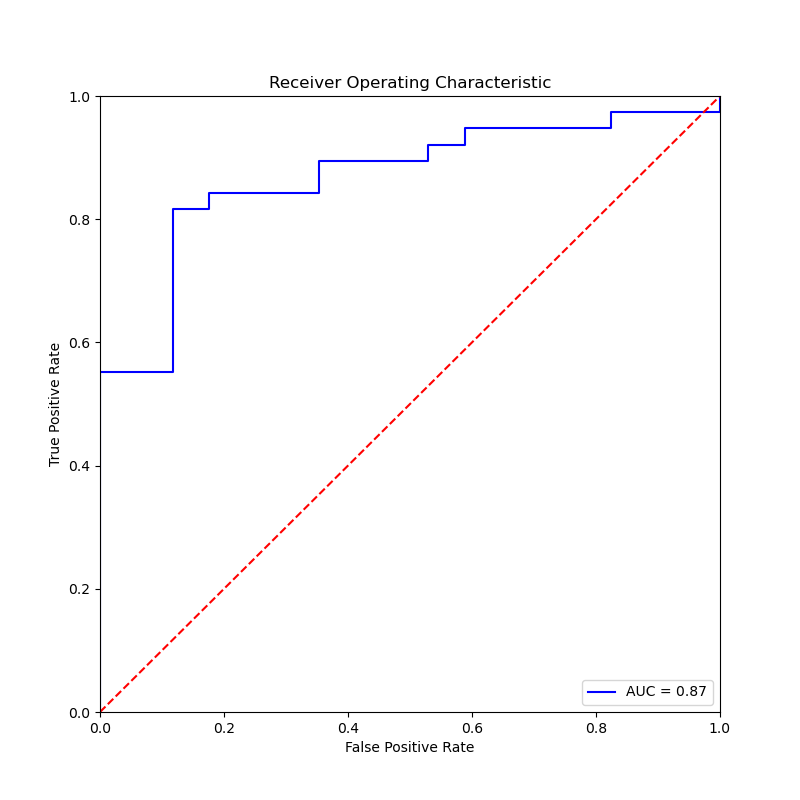 Receiver Operating Characteristic
1.0
0.8
0.6
0.4
0.2
0.0
True Positive Rate
AUC = 0.87
0.0 0.2 0.4 0.6 0.8 1.0
False Positive Rate